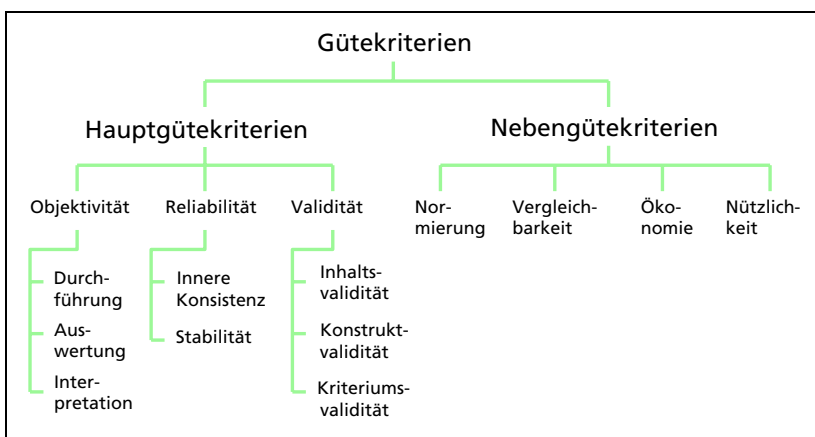 Gütekriterien
Hauptgütekriterien
Nebengütekriterien
Objektivität
Reliabilität
Validität
Nor-
mierung
Vergleich-
barkeit
Öko-
nomie
Nützlich-
keit
Durch-
führung
Aus-
wertung
Inter-
pretation
Innere
Konsistenz
Stabilität
Inhalts-
validität
Konstrukt-
validität
Kriteriums-
validität